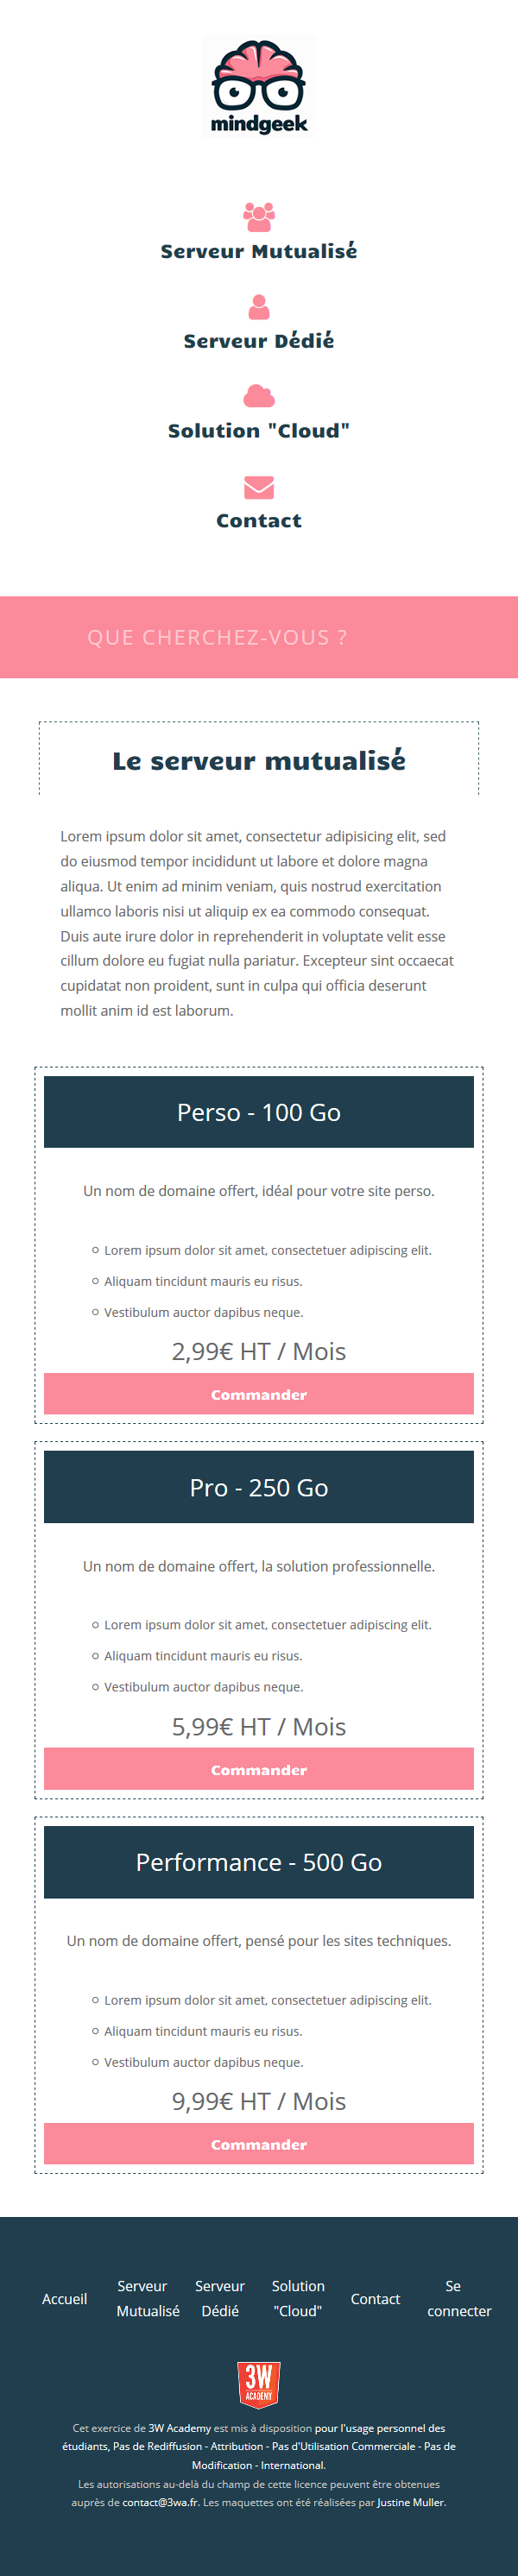 mindgeek
Serveur Mutualisé
Serveur Dédié
Solution "Cloud"
Contact
QUE CHERCHEZ-VOUS ?
Le serveur mutualisé
Lorem ipsum dolor sit amet, consectetur adipisicing elit, sed
do eiusmod tempor incididunt ut labore et dolore magna
aliqua. Ut enim ad minim veniam, quis nostrud exercitation
ullamco laboris nisi ut aliquip ex ea commodo consequat.
Duis aute irure dolor in reprehenderit in voluptate velit esse
cillum dolore eu fugiat nulla pariatur. Excepteur sint occaecat
cupidatat non proident, sunt in culpa qui officia deserunt
mollit anim id est laborum.
Perso - 100 Go
Un nom de domaine offert, idéal pour votre site perso.
Lorem ipsum dolor sit amet, consectetuer adipiscing elit.
Aliquam tincidunt mauris eu risus.
Vestibulum auctor dapibus neque.
2,99€ HT / Mois
Commander
Pro - 250 Go
Un nom de domaine offert, la solution professionnelle.
Lorem ipsum dolor sit amet, consectetuer adipiscing elit.
Aliquam tincidunt mauris eu risus.
Vestibulum auctor dapibus neque.
5,99€ HT / Mois
Commander
Performance - 500 Go
Un nom de domaine offert, pensé pour les sites techniques.
Lorem ipsum dolor sit amet, consectetuer adipiscing elit.
Aliquam tincidunt mauris eu risus.
Vestibulum auctor dapibus neque.
9,99€ HT / Mois
Commander
Accueil
Serveur
Mutualisé
Serveur
Dédié
Solution
"Cloud"
Contact
Se
connecter
3W
ACADEMY
Cet exercice de 3W Academy est mis à disposition pour l'usage personnel des
étudiants, Pas de Rediffusion - Attribution - Pas d'Utilisation Commerciale - Pas de
Modification - International.
Les autorisations au-delà du champ de cette licence peuvent être obtenues
auprès de contact@3wa.fr. Les maquettes ont été réalisées par Justine Muller.